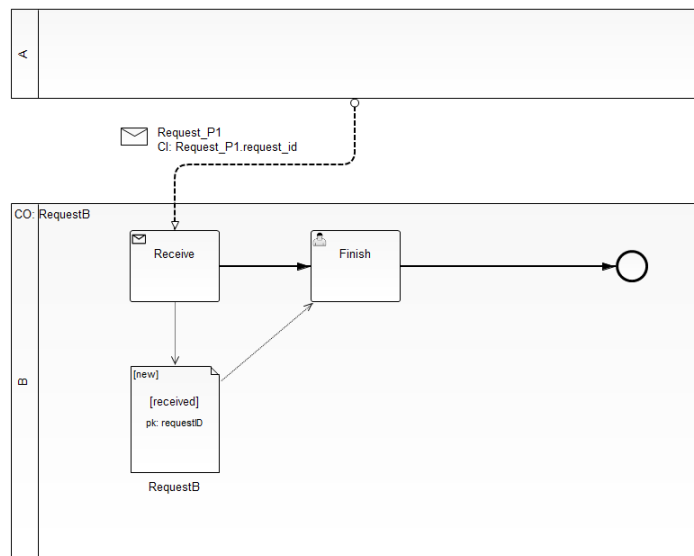 A
Request_P1
CI: Request_P1.request_id
CO: RequestB
Receive
Finish
B
[new]
[received]
pk: requestID
RequestB